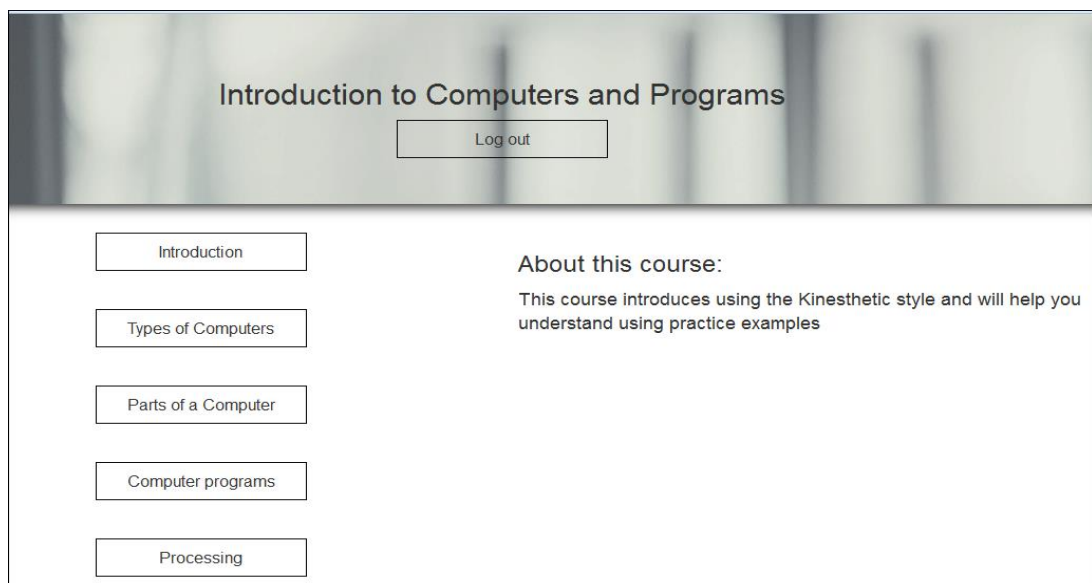 Introduction to Computers and Programs
Log out
Introduction
Types of Computers
Parts of a Computer
Computer programs
Processing
About this course:
This course introduces using the Kinesthetic style and will help you
understand using practice examples